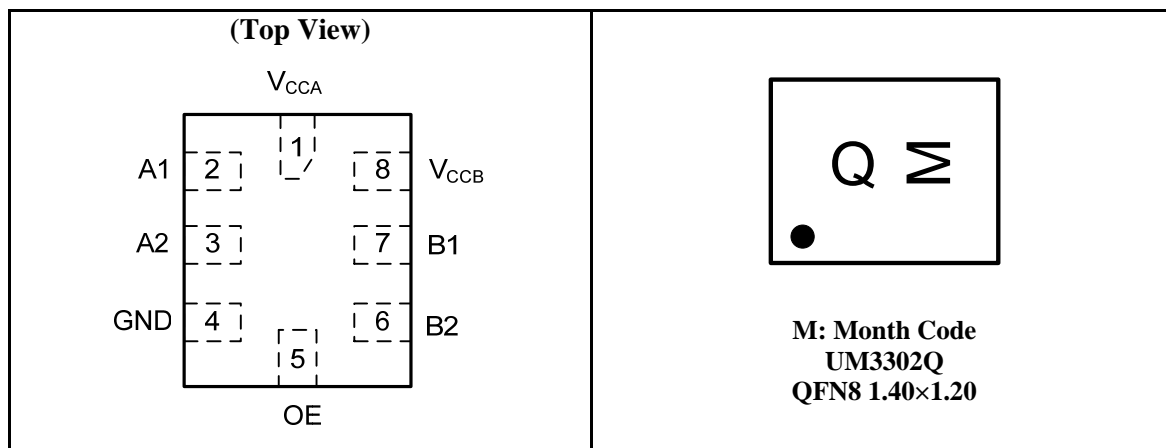 (Top View)
VCCA
1
A1 2 8 VCCB
A2 3 7 B1
GND 4 6 B2
5
OE
Q M
M: Month Code
UM3302Q
QFN8 1.40×1.20